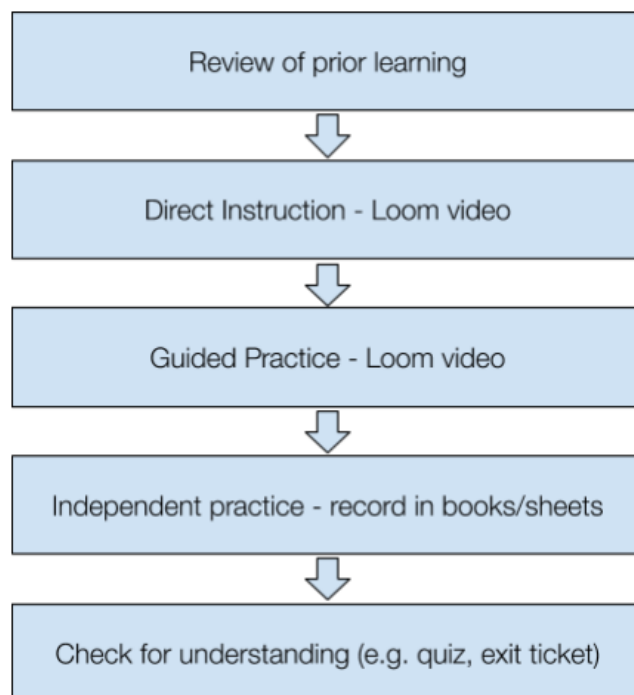 Review of prior learning
Direct Instruction - Loom video
Guided Practice - Loom video
Independent practice - record in books/sheets
Check for understanding (e.g. quiz, exit ticket)